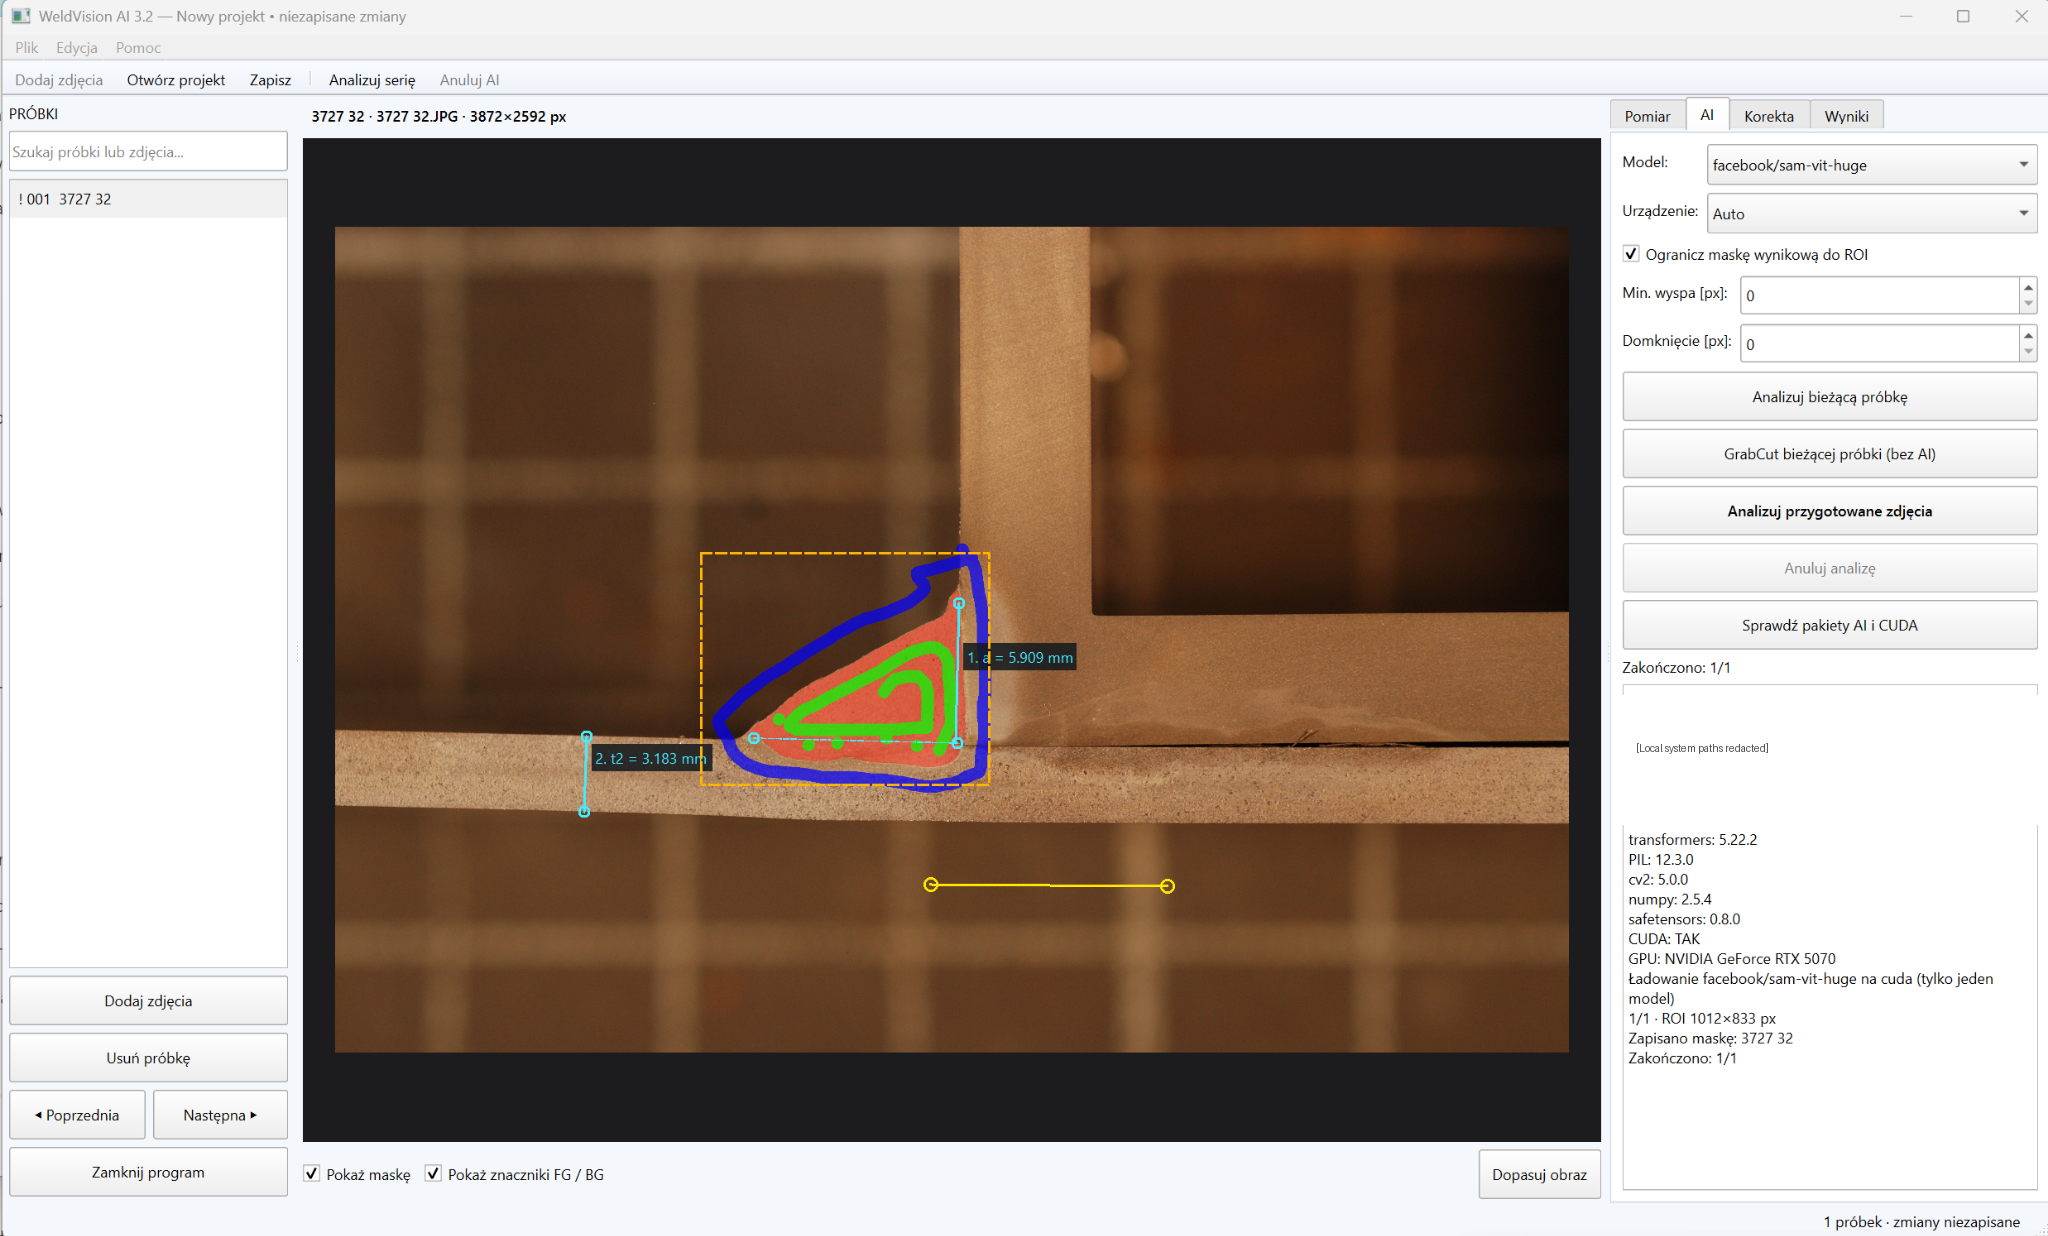 WeldVision AI 3.2 — Nowy projekt • niezapisane zmiany
Plik Edycja Pomoc
Dodaj zdjęcia Otwórz projekt Zapisz Analizuj serię Anuluj AI
PRÓBKI
Szukaj próbki lub zdjęcia...
! 001 3727 32
Dodaj zdjęcia
Usuń próbkę
Poprzednia Następna
Zamknij program
3727 32 · 3727 32.JPG · 3872×2592 px
1. a = 5.909 mm
2. t2 = 3.183 mm
Pokaż maskę Pokaż znaczniki FG / BG
Dopasuj obraz
Pomiar AI Korekta Wyniki
Model: facebook/sam-vit-huge
Urządzenie: Auto
Ogranicz maskę wynikową do ROI
Min. wyspa [px]: 0
Domknięcie [px]: 0
Analizuj bieżącą próbkę
GrabCut bieżącej próbki (bez AI)
Analizuj przygotowane zdjęcia
Anuluj analizę
Sprawdź pakiety AI i CUDA
Zakończono: 1/1
[Local system paths redacted]
transformers: 5.22.2
PIL: 12.3.0
cv2: 5.0.0
numpy: 2.5.4
safetensors: 0.8.0
CUDA: TAK
GPU: NVIDIA GeForce RTX 5070
Ładowanie facebook/sam-vit-huge na cuda (tylko jeden
model)
1/1 · ROI 1012×833 px
Zapisano maskę: 3727 32
Zakończono: 1/1
1 próbek · zmiany niezapisane